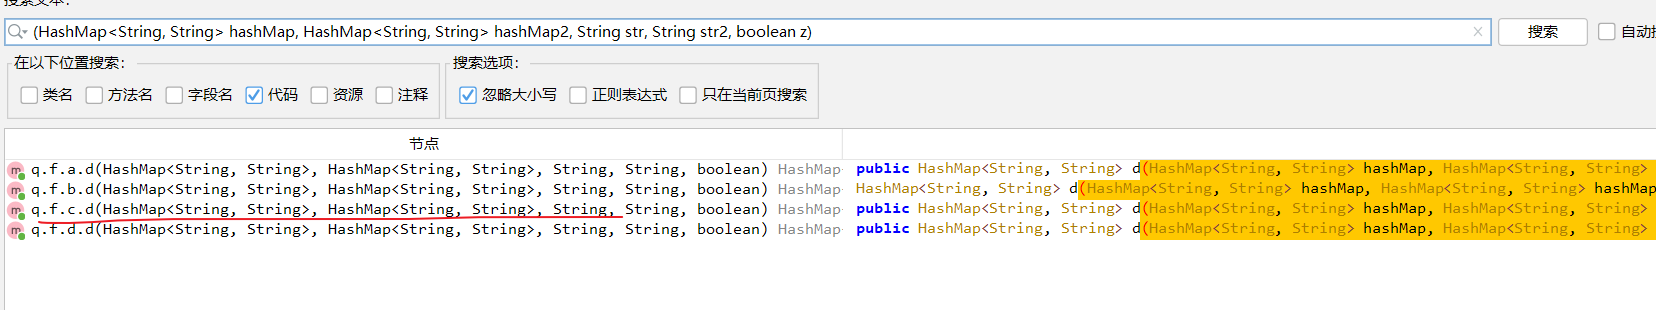 搜索文本:
(HashMap<String, String> hashMap, HashMap<String, String> hashMap2, String str, String str2, boolean z)
搜索
自动
在以下位置搜索:
类名 方法名 字段名 代码 资源 注释
搜索选项:
忽略大小写 正则表达式 只在当前页搜索
节点
q.f.a.d(HashMap<String, String>, HashMap<String, String>, String, String, boolean) HashMap public HashMap<String, String> d(HashMap<String, String> hashMap, HashMap<String, String>
q.f.b.d(HashMap<String, String>, HashMap<String, String>, String, String, boolean) HashMap HashMap<String, String> d(HashMap<String, String> hashMap, HashMap<String, String> hashMap
q.f.c.d(HashMap<String, String>, HashMap<String, String>, String, String, boolean) HashMap public HashMap<String, String> d(HashMap<String, String> hashMap, HashMap<String, String>
q.f.d.d(HashMap<String, String>, HashMap<String, String>, String, String, boolean) HashMap public HashMap<String, String> d(HashMap<String, String> hashMap, HashMap<String, String>